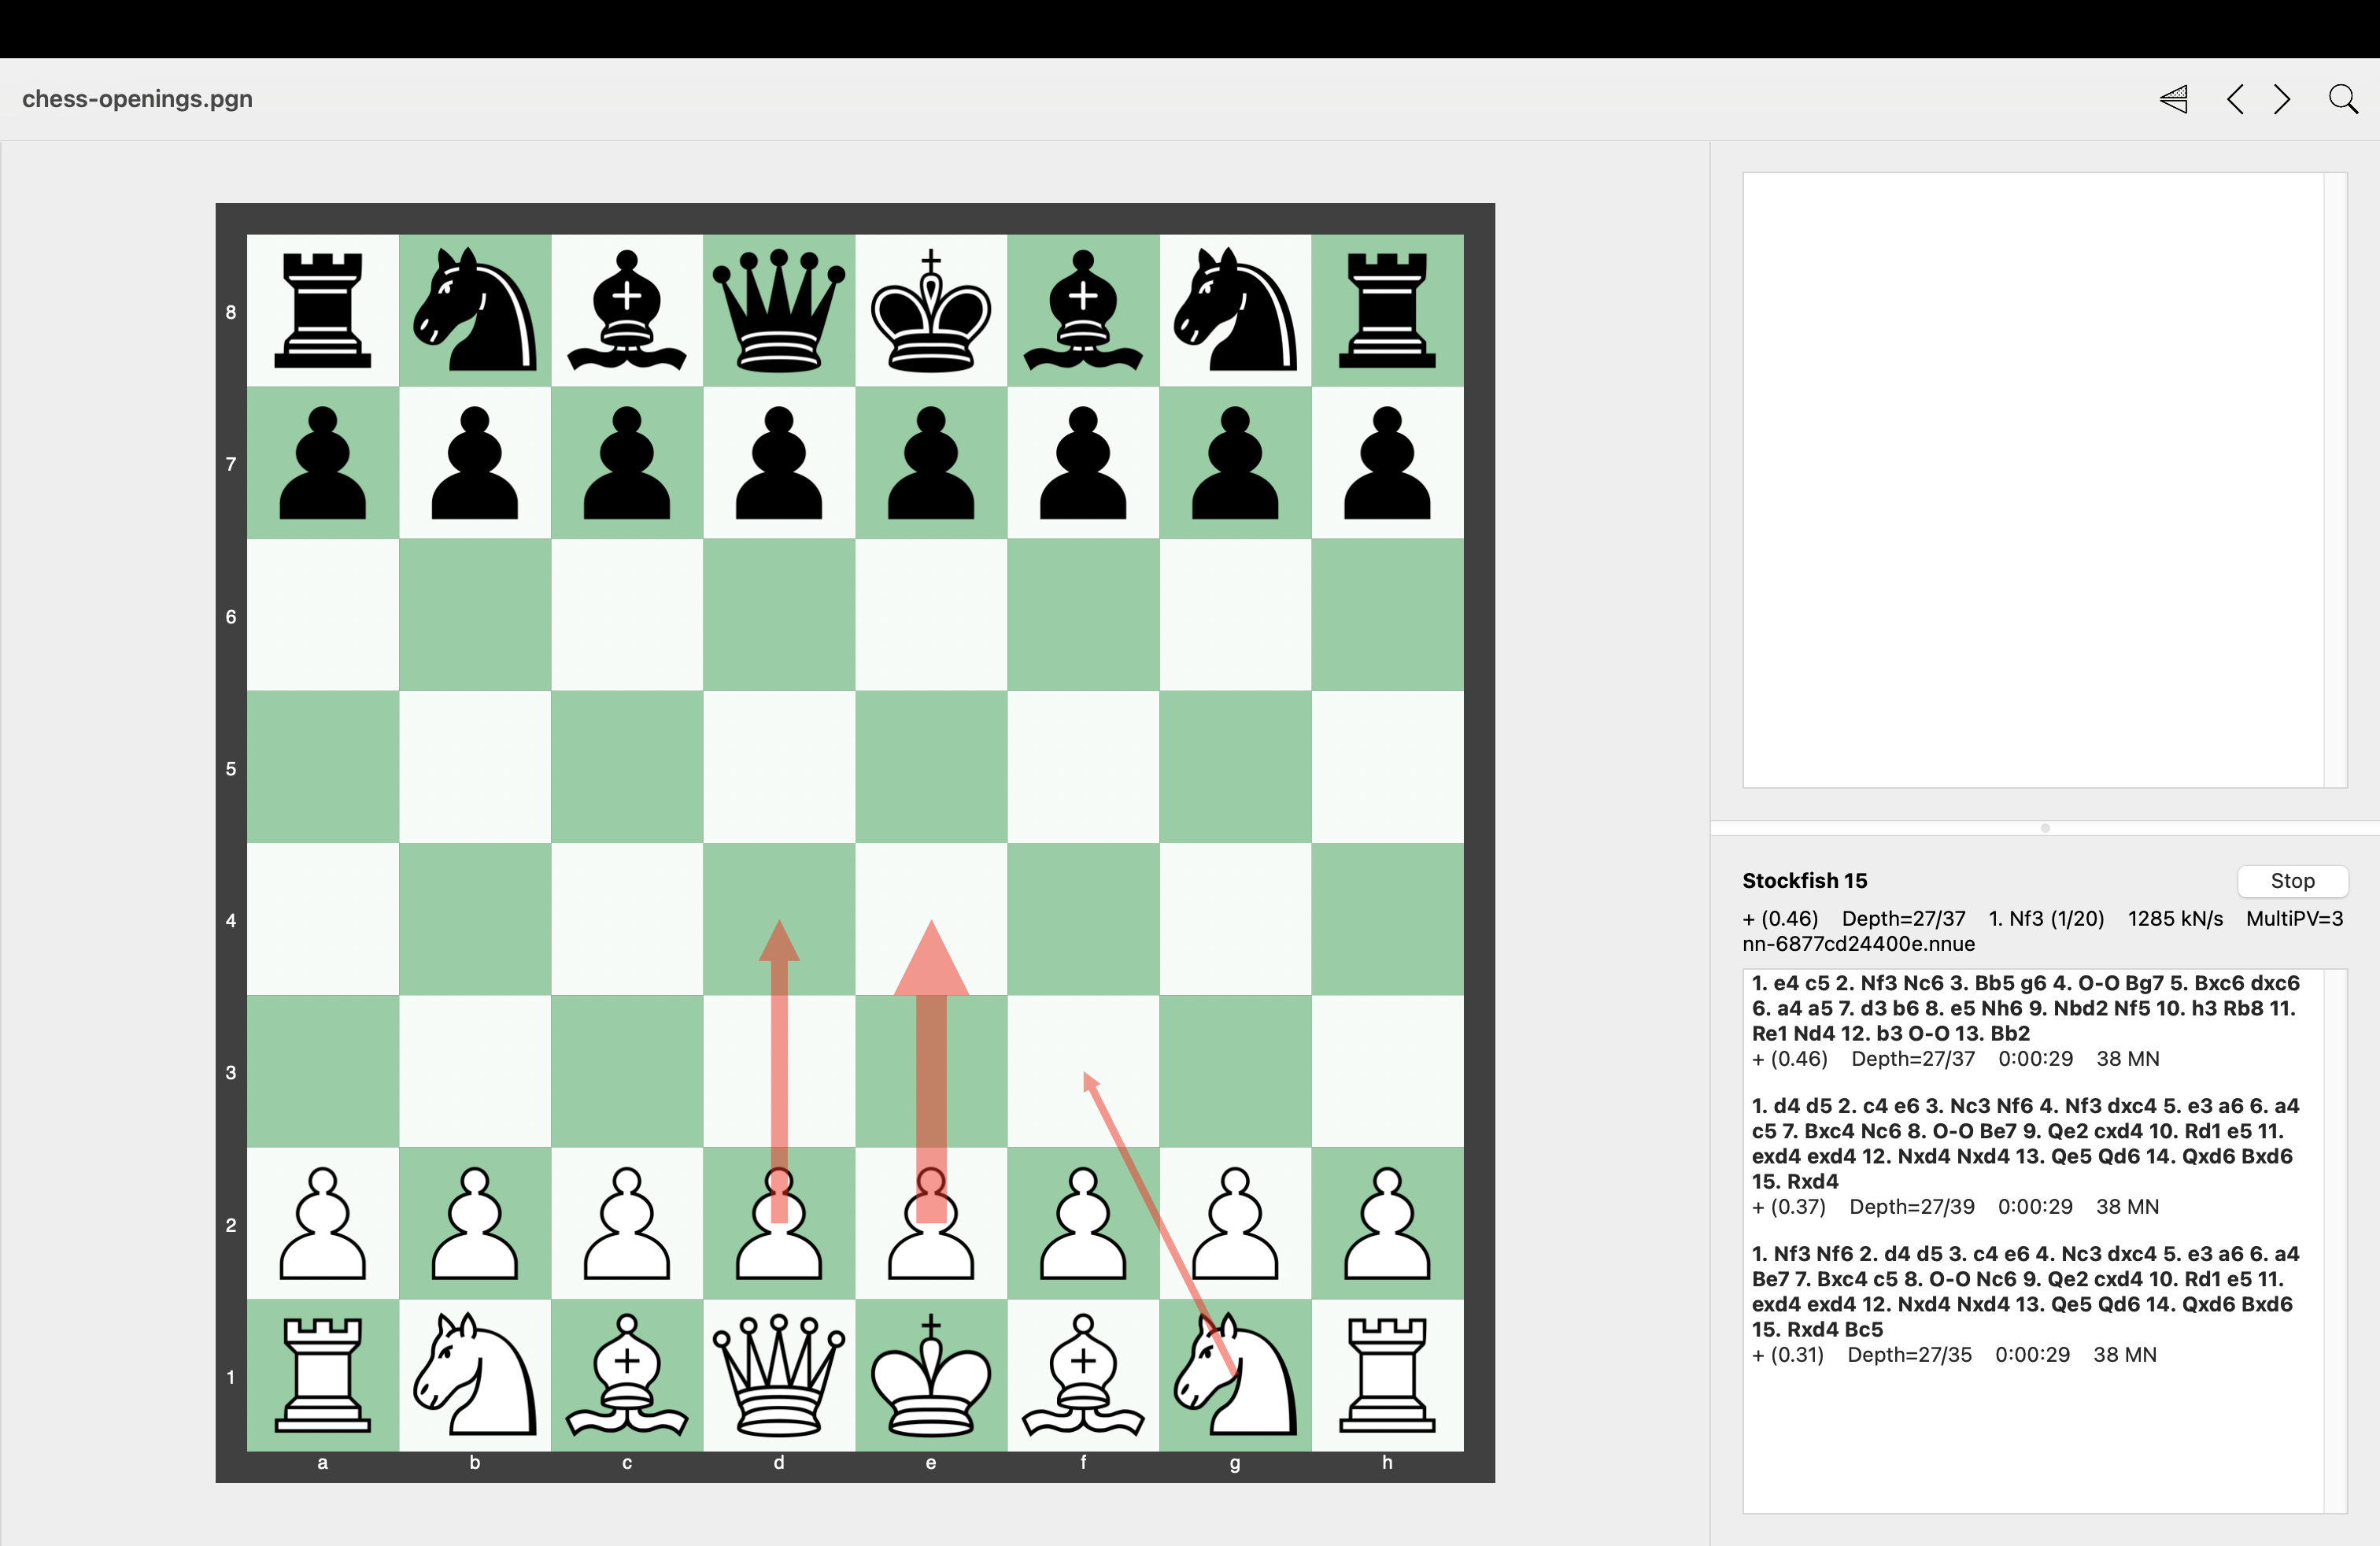 chess-openings.pgn
8
7
6
5
4
3
2
1
a b c d e f g h
Stockfish 15 Stop
+ (0.46) Depth=27/37 1. Nf3 (1/20) 1285 kN/s MultiPV=3
nn-6877cd24400e.nnue
1. e4 c5 2. Nf3 Nc6 3. Bb5 g6 4. O-O Bg7 5. Bxc6 dxc6
6. a4 a5 7. d3 b6 8. e5 Nh6 9. Nbd2 Nf5 10. h3 Rb8 11.
Re1 Nd4 12. b3 O-O 13. Bb2
+ (0.46) Depth=27/37 0:00:29 38 MN
1. d4 d5 2. c4 e6 3. Nc3 Nf6 4. Nf3 dxc4 5. e3 a6 6. a4
c5 7. Bxc4 Nc6 8. O-O Be7 9. Qe2 cxd4 10. Rd1 e5 11.
exd4 exd4 12. Nxd4 Nxd4 13. Qe5 Qd6 14. Qxd6 Bxd6
15. Rxd4
+ (0.37) Depth=27/39 0:00:29 38 MN
1. Nf3 Nf6 2. d4 d5 3. c4 e6 4. Nc3 dxc4 5. e3 a6 6. a4
Be7 7. Bxc4 c5 8. O-O Nc6 9. Qe2 cxd4 10. Rd1 e5 11.
exd4 exd4 12. Nxd4 Nxd4 13. Qe5 Qd6 14. Qxd6 Bxd6
15. Rxd4 Bc5
+ (0.31) Depth=27/35 0:00:29 38 MN